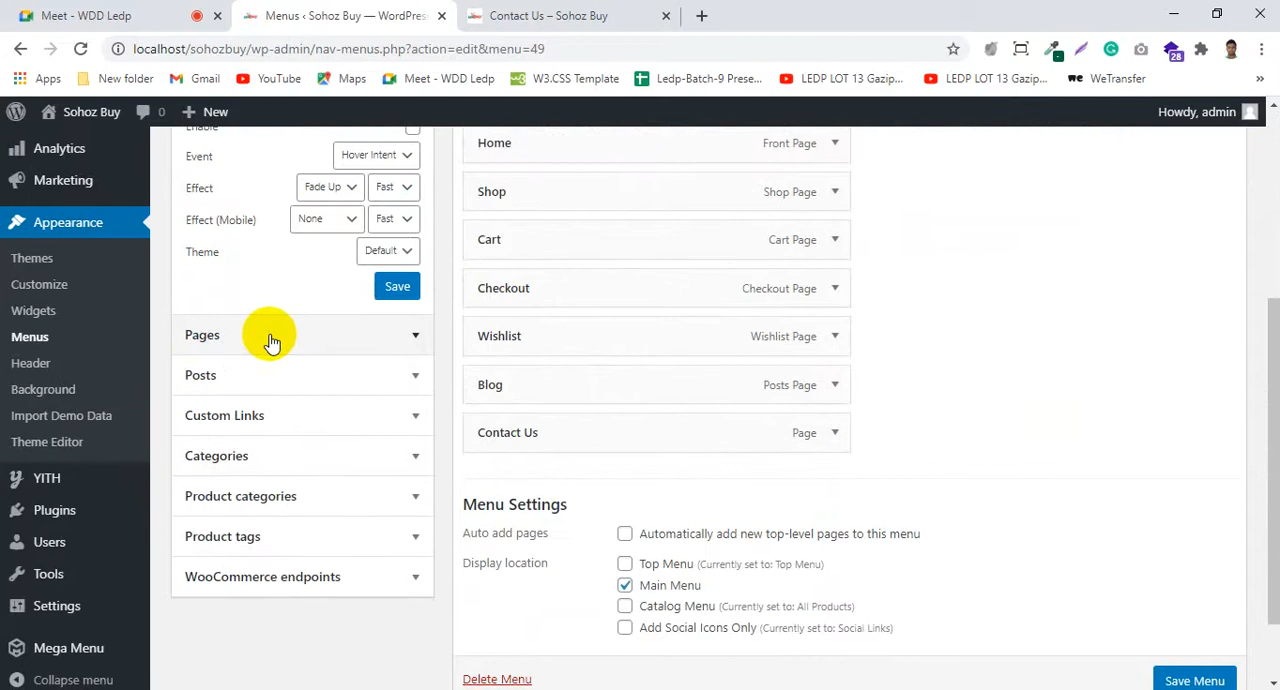 Meet - WDD Ledp
Menus ‹ Sohoz Buy — WordPress
Contact Us – Sohoz Buy
localhost/sohozbuy/wp-admin/nav-menus.php?action=edit&menu=49
28
Apps
New folder
Gmail
YouTube
Maps
Meet - WDD Ledp
W3.CSS Template
Ledp-Batch-9 Prese...
LEDP LOT 13 Gazip...
LEDP LOT 13 Gazip...
WeTransfer
»
Sohoz Buy
0
New
Howdy, admin
Analytics
Marketing
Appearance
Themes
Customize
Widgets
Menus
Header
Background
Import Demo Data
Theme Editor
YITH
Plugins
Users
Tools
Settings
Mega Menu
Collapse menu
Enable
Event
Hover Intent
Effect
Fade Up
Fast
Effect (Mobile)
None
Fast
Theme
Default
Save
Pages
Posts
Custom Links
Categories
Product categories
Product tags
WooCommerce endpoints
Home
Front Page
Shop
Shop Page
Cart
Cart Page
Checkout
Checkout Page
Wishlist
Wishlist Page
Blog
Posts Page
Contact Us
Page
Menu Settings
Auto add pages
Automatically add new top-level pages to this menu
Display location
Top Menu (Currently set to: Top Menu)
Main Menu
Catalog Menu (Currently set to: All Products)
Add Social Icons Only (Currently set to: Social Links)
Delete Menu
Save Menu